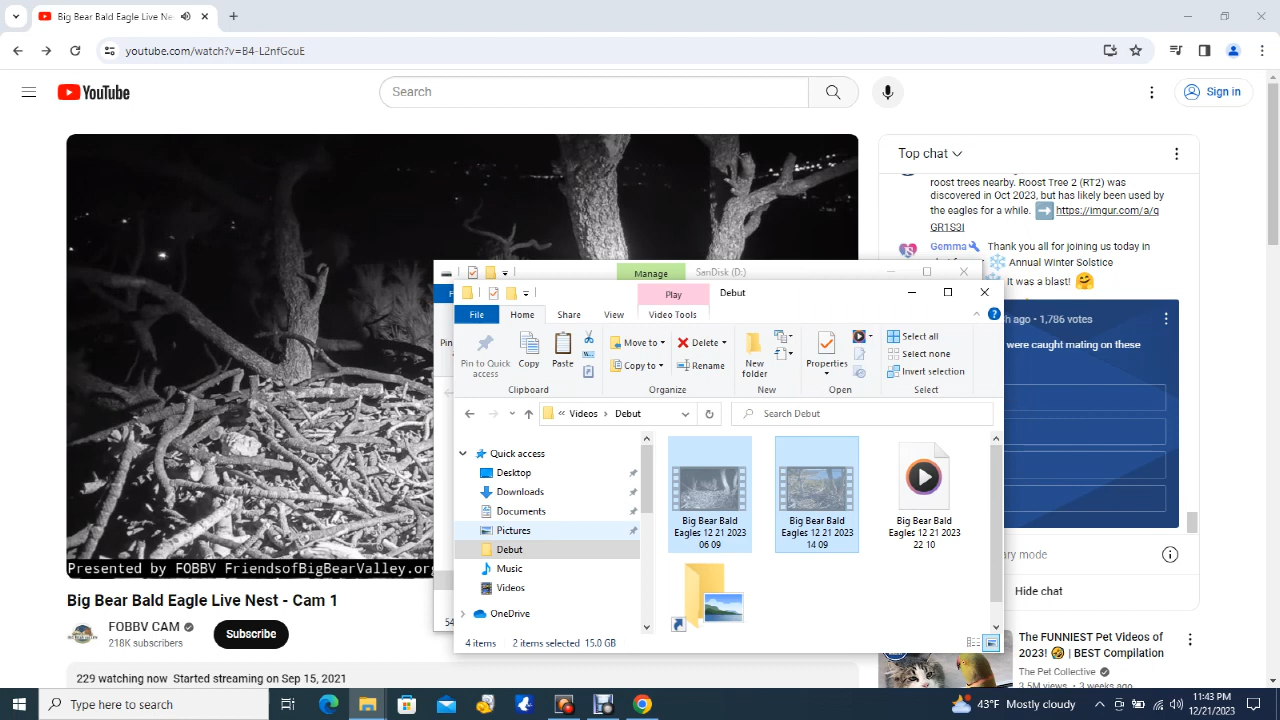 Big Bear Bald Eagle Live Ne
youtube.com/watch?v=B4-L2nfGcuE
YouTube
Search
Sign in
Top chat
roost trees nearby. Roost Tree 2 (RT2) was
discovered in Oct 2023, but has likely been used by
the eagles for a while. https://imgur.com/a/q
GR1S3l
Gemma Thank you all for joining us today in
Annual Winter Solstice
It was a blast!
ago • 1,786 votes
were caught mating on these
mode
Hide chat
Manage
SanDisk (D:)
Play
Debut
File
Home
Share
View
Video Tools
Pin to Quick
access
Copy
Paste
Move to
Copy to
Delete
Rename
New
folder
Properties
Select all
Select none
Invert selection
Clipboard
Organize
New
Open
Select
« Videos › Debut
Search Debut
Quick access
Desktop
Downloads
Documents
Pictures
Debut
Music
Videos
OneDrive
Big Bear Bald
Eagles 12 21 2023
06 09
Big Bear Bald
Eagles 12 21 2023
14 09
Big Bear Bald
Eagles 12 21 2023
22 10
4 items
2 items selected 15.0 GB
54
Presented by FOBBV FriendsofBigBearValley.org
Big Bear Bald Eagle Live Nest - Cam 1
FOBBV CAM
218K subscribers
Subscribe
229 watching now Started streaming on Sep 15, 2021
The FUNNIEST Pet Videos of
2023! | BEST Compilation
The Pet Collective
3.5M views • 3 weeks ago
Type here to search
43°F Mostly cloudy
11:43 PM
12/21/2023